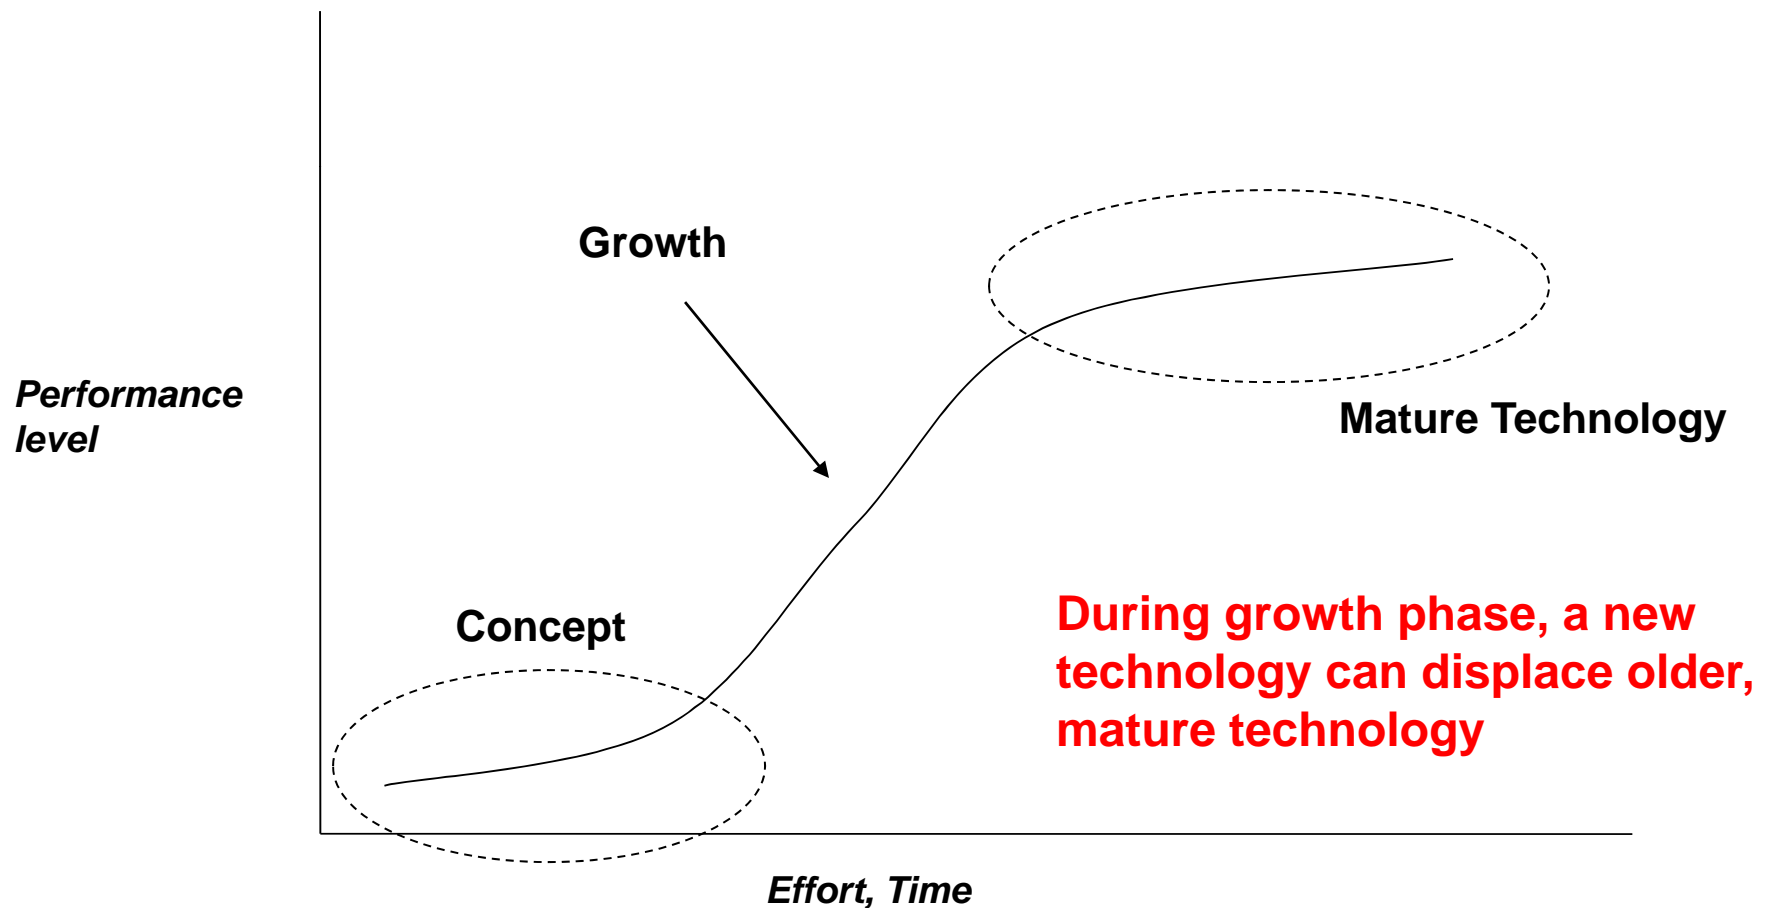 Growth
Performance
level
Mature Technology
Concept
During growth phase, a new
technology can displace older,
mature technology
Effort, Time